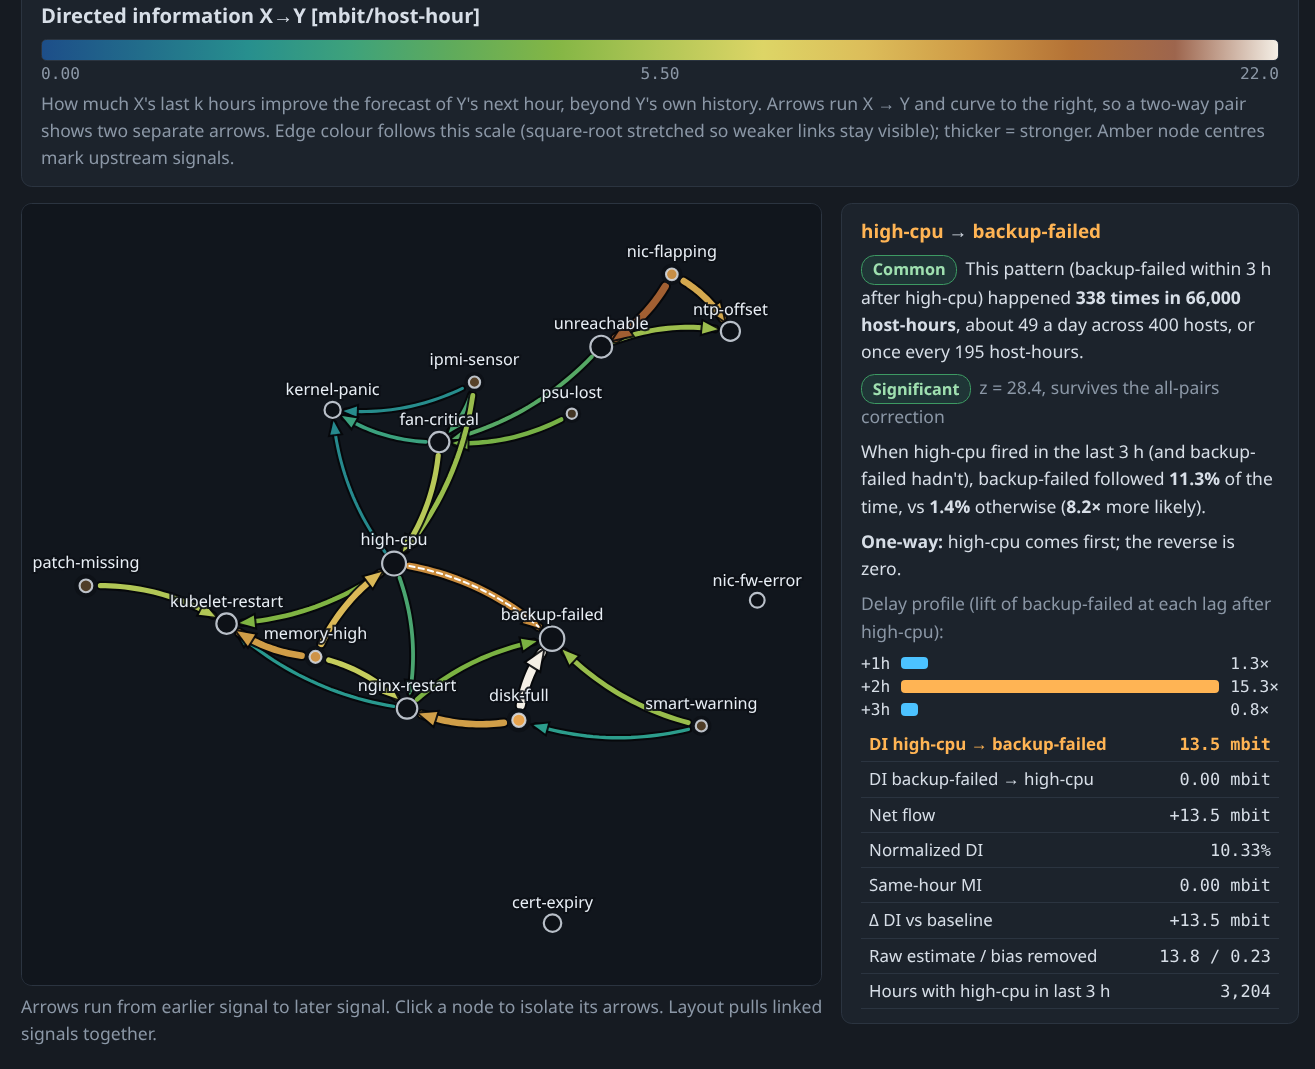 Directed information X→Y [mbit/host-hour]
0.00 5.50 22.0
How much X's last k hours improve the forecast of Y's next hour, beyond Y's own history. Arrows run X → Y and curve to the right, so a two-way pair
shows two separate arrows. Edge colour follows this scale (square-root stretched so weaker links stay visible); thicker = stronger. Amber node centres
mark upstream signals.
nic-flapping
ntp-offset
unreachable
ipmi-sensor
kernel-panic
psu-lost
fan-critical
high-cpu
patch-missing
nic-fw-error
kubelet-restart
backup-failed
memory-high
nginx-restart
disk-full
smart-warning
cert-expiry
Arrows run from earlier signal to later signal. Click a node to isolate its arrows. Layout pulls linked
signals together.
high-cpu → backup-failed
Common This pattern (backup-failed within 3 h
after high-cpu) happened 338 times in 66,000
host-hours, about 49 a day across 400 hosts, or
once every 195 host-hours.
Significant z = 28.4, survives the all-pairs
correction
When high-cpu fired in the last 3 h (and backup-
failed hadn't), backup-failed followed 11.3% of the
time, vs 1.4% otherwise (8.2× more likely).
One-way: high-cpu comes first; the reverse is
zero.
Delay profile (lift of backup-failed at each lag after
high-cpu):
+1h 1.3×
+2h 15.3×
+3h 0.8×
DI high-cpu → backup-failed 13.5 mbit
DI backup-failed → high-cpu 0.00 mbit
Net flow +13.5 mbit
Normalized DI 10.33%
Same-hour MI 0.00 mbit
Δ DI vs baseline +13.5 mbit
Raw estimate / bias removed 13.8 / 0.23
Hours with high-cpu in last 3 h 3,204